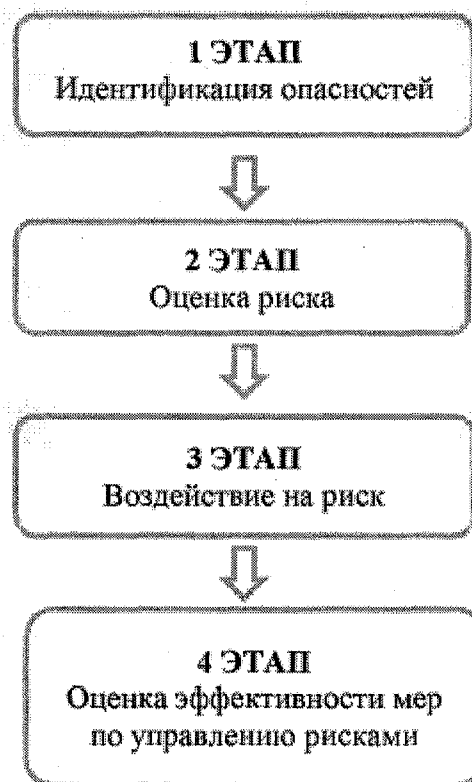 1 ЭТАП
Идентификация опасностей
2 ЭТАП
Оценка риска
3 ЭТАП
Воздействие на риск
4 ЭТАП
Оценка эффективности мер
по управлению рисками